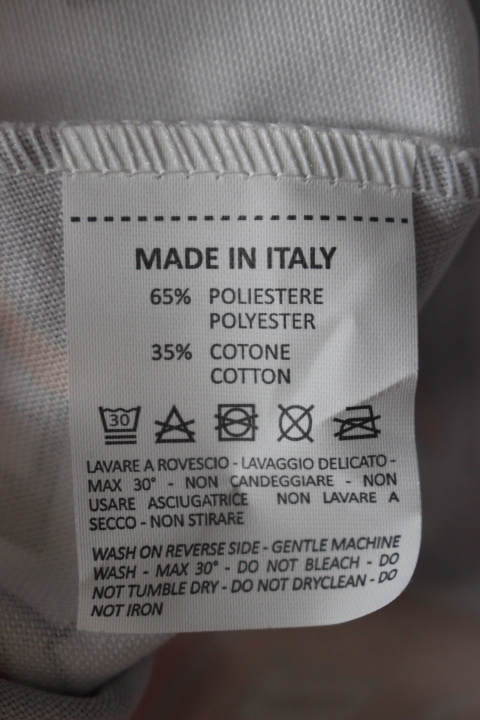 MADE IN ITALY
65% POLIESTERE
POLYESTER
35% COTONE
COTTON
30
LAVARE A ROVESCIO - LAVAGGIO DELICATO -
MAX 30° - NON CANDEGGIARE - NON
USARE ASCIUGATRICE NON LAVARE A
SECCO - NON STIRARE
WASH ON REVERSE SIDE - GENTLE MACHINE
WASH - MAX 30° - DO NOT BLEACH - DO
NOT TUMBLE DRY - DO NOT DRYCLEAN - DO
NOT IRON